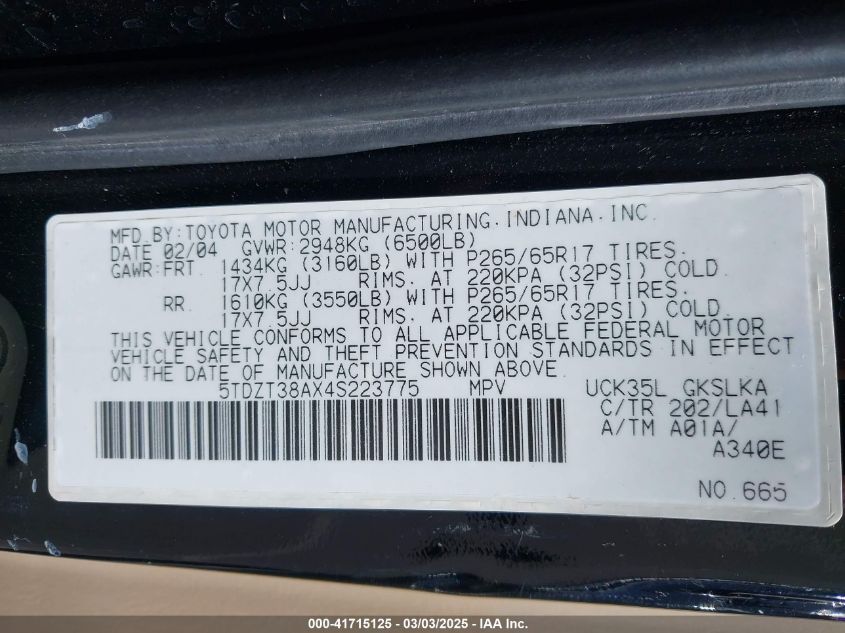 MFD BY: TOYOTA MOTOR MANUFACTURING. INDIANA. INC.
DATE 02/04 GVWR: 2948KG (6500LB)
GAWR: FRT. 1434KG (3160LB) WITH P265/65R17 TIRES.
17X7.5JJ RIMS. AT 220KPA (32PSI) COLD.
RR. 1610KG (3550LB) WITH P265/65R17 TIRES.
17X7.5JJ RIMS. AT 220KPA (32PSI) COLD.
THIS VEHICLE CONFORMS TO ALL APPLICABLE FEDERAL MOTOR
VEHICLE SAFETY AND THEFT PREVENTION STANDARDS IN EFFECT
ON THE DATE OF MANUFACTURE SHOWN ABOVE.
5TDZT38AX4S223775 MPV UCK35L GKSLKA
C/TR 202/LA41
A/TM A01A/
A340E
NO. 665
000-41715125 - 03/03/2025 - IAA Inc.